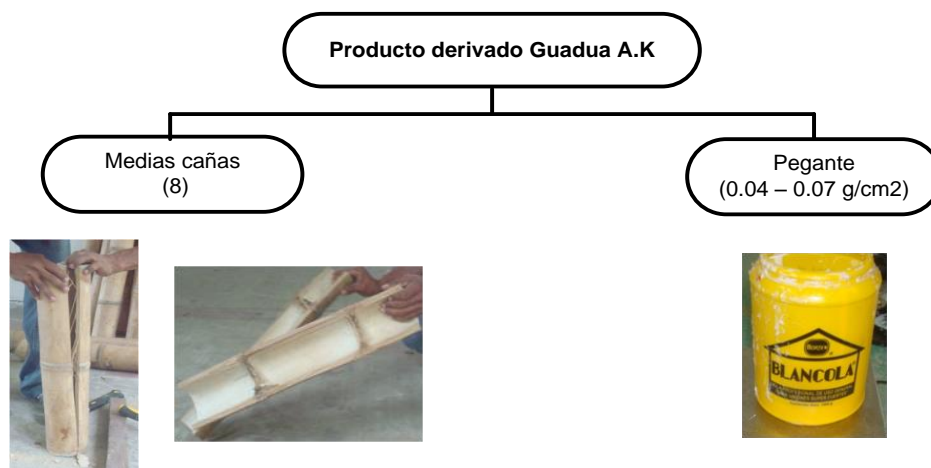 Producto derivado Guadua A.K
Medias cañas
(8)
Pegante
(0.04 – 0.07 g/cm2)
BLANCOLA